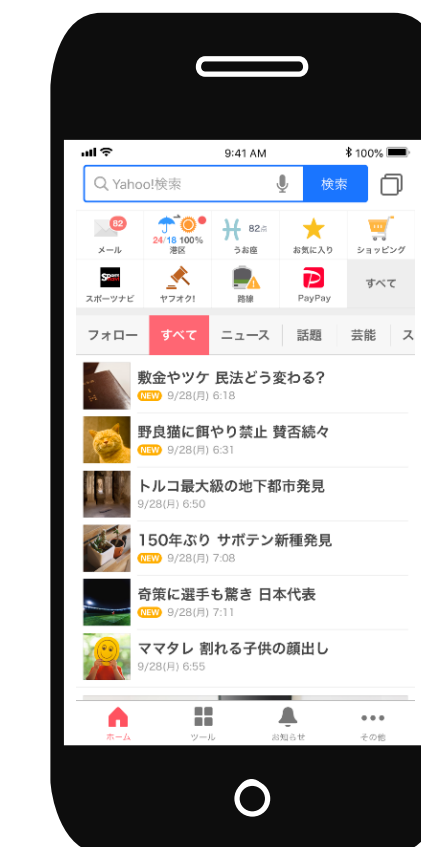 9:41 AM 100%
Yahoo!検索 検索
82
24/18 100% 82点
メール 港区 うお座 お気に入り ショッピング
Sportsnavi すべて
スポーツナビ ヤフオク! 路線 PayPay
フォロー すべて ニュース 話題 芸能 ス
敷金やツケ 民法どう変わる?
NEW 9/28(月) 6:18
野良猫に餌やり禁止 賛否続々
NEW 9/28(月) 6:31
トルコ最大級の地下都市発見
9/28(月) 6:50
150年ぶり サボテン新種発見
NEW 9/28(月) 7:08
奇策に選手も驚き 日本代表
NEW 9/28(月) 7:11
ママタレ 割れる子供の顔出し
9/28(月) 6:55
ホーム ツール お知らせ その他